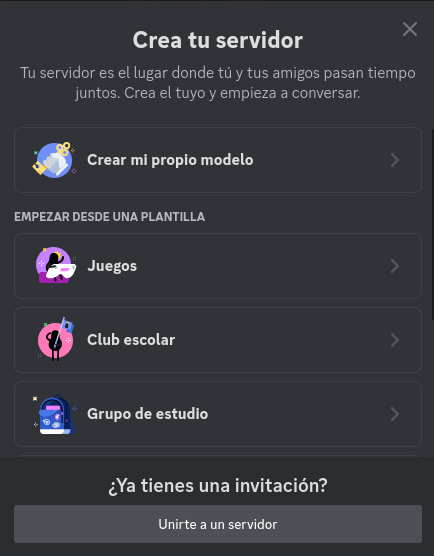 Crea tu servidor
Tu servidor es el lugar donde tú y tus amigos pasan tiempo
juntos. Crea el tuyo y empieza a conversar.
Crear mi propio modelo
EMPEZAR DESDE UNA PLANTILLA
Juegos
Club escolar
Grupo de estudio
¿Ya tienes una invitación?
Unirte a un servidor